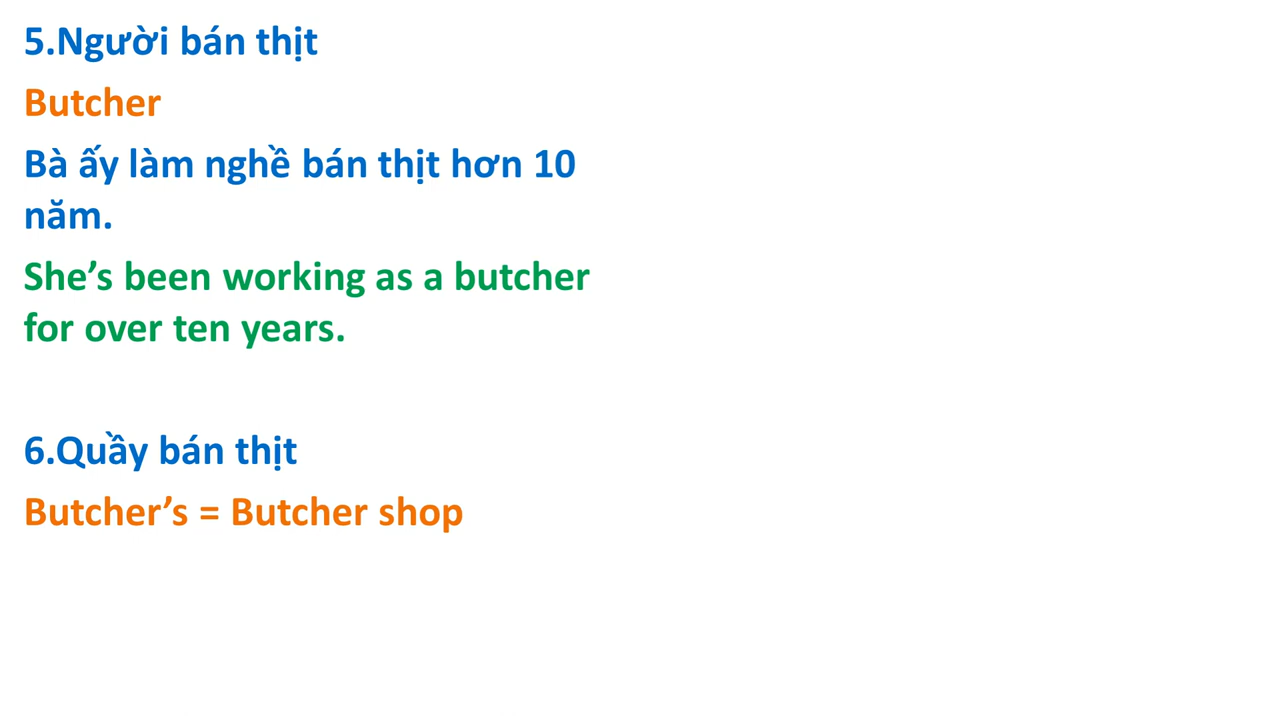 5.Người bán thịt
Butcher
Bà ấy làm nghề bán thịt hơn 10
năm.
She’s been working as a butcher
for over ten years.
6.Quầy bán thịt
Butcher’s = Butcher shop